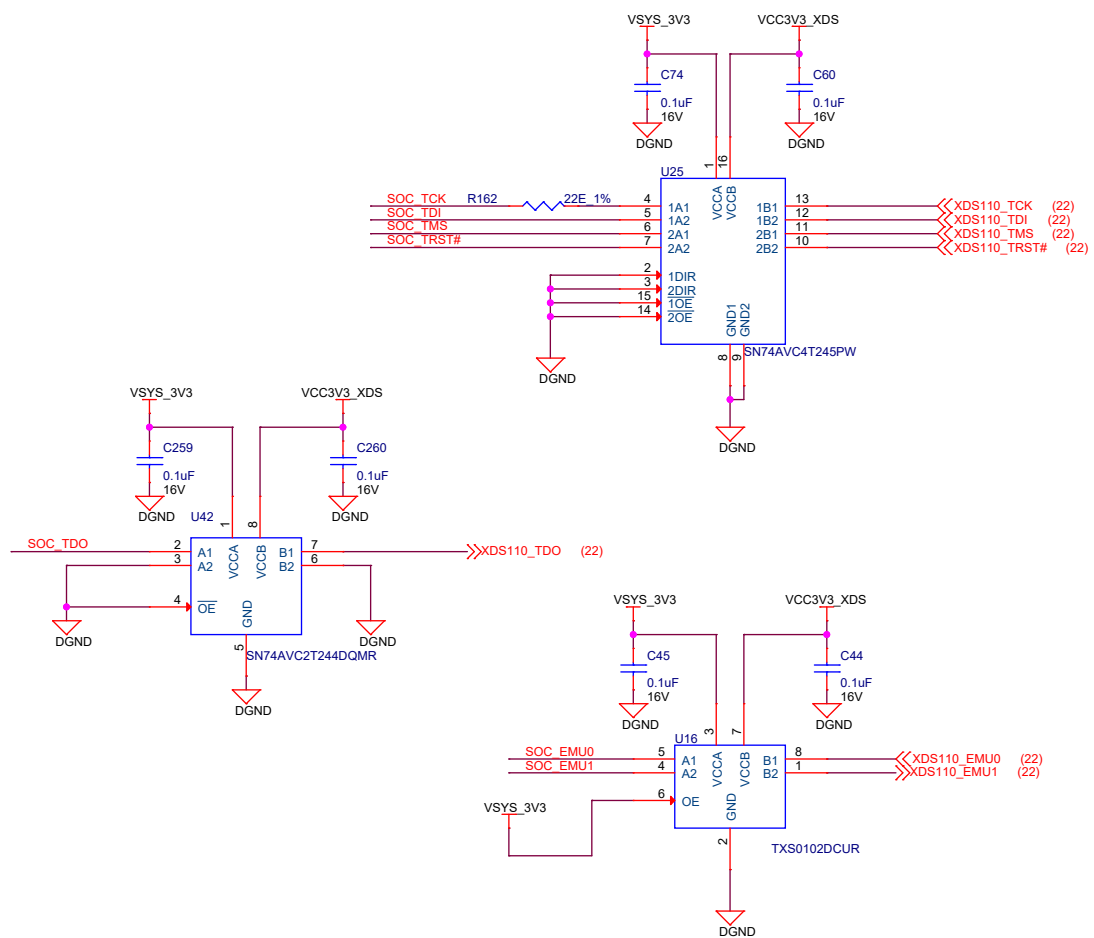 VSYS_3V3
VCC3V3_XDS
C74
0.1uF
16V
DGND
C60
0.1uF
16V
DGND
U25
1
16
VCCA
VCCB
SOC_TCK R162 22E_1% 4 1A1 1B1 13 XDS110_TCK (22)
SOC_TDI 5 1A2 1B2 12 XDS110_TDI (22)
SOC_TMS 6 2A1 2B1 11 XDS110_TMS (22)
SOC_TRST# 7 2A2 2B2 10 XDS110_TRST# (22)
2 1DIR
3 2DIR
15 1OE
14 2OE
GND1
GND2
8
9
SN74AVC4T245PW
DGND
DGND
VSYS_3V3
VCC3V3_XDS
C259
0.1uF
16V
DGND
C260
0.1uF
16V
DGND
U42
1
8
VCCA
VCCB
SOC_TDO 2 A1 B1 7 XDS110_TDO (22)
3 A2 B2 6
4 OE
GND
5
SN74AVC2T244DQMR
DGND
DGND
DGND
VSYS_3V3
VCC3V3_XDS
C45
0.1uF
16V
DGND
C44
0.1uF
16V
DGND
U16
3
7
VCCA
VCCB
SOC_EMU0 5 A1 B1 8 XDS110_EMU0 (22)
SOC_EMU1 4 A2 B2 1 XDS110_EMU1 (22)
VSYS_3V3
6 OE
GND
2
TXS0102DCUR
DGND